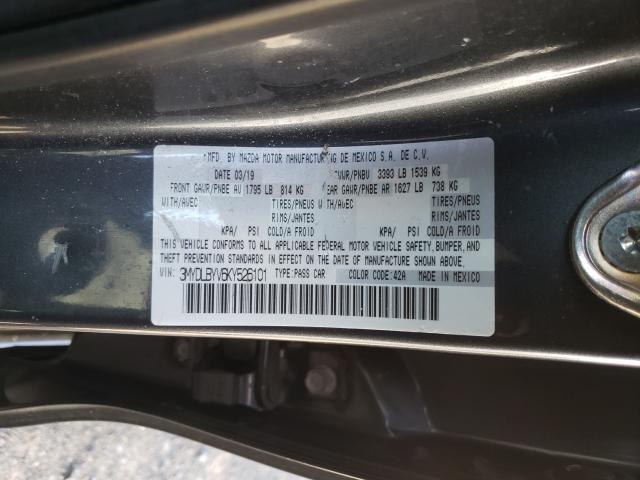 MFD. BY MAZDA MOTOR MANUFACTURING DE MEXICO S.A. DE C.V.
DATE 03/19 GVWR/PNBV 3393 LB 1539 KG
FRONT GAWR/PNBE AV 1795 LB 814 KG REAR GAWR/PNBE AR 1627 LB 738 KG
WITH/AVEC TIRES/PNEUS WITH/AVEC TIRES/PNEUS
RIMS/JANTES RIMS/JANTES
KPA/ PSI COLD/A FROID KPA/ PSI COLD/A FROID
THIS VEHICLE CONFORMS TO ALL APPLICABLE FEDERAL MOTOR VEHICLE SAFETY, BUMPER, AND
THEFT PREVENTION STANDARDS IN EFFECT ON THE DATE OF MANUFACTURE SHOWN ABOVE.
VIN: 3MYDLBYV6KY526101 TYPE:PASS CAR COLOR CODE:42A MADE IN MEXICO